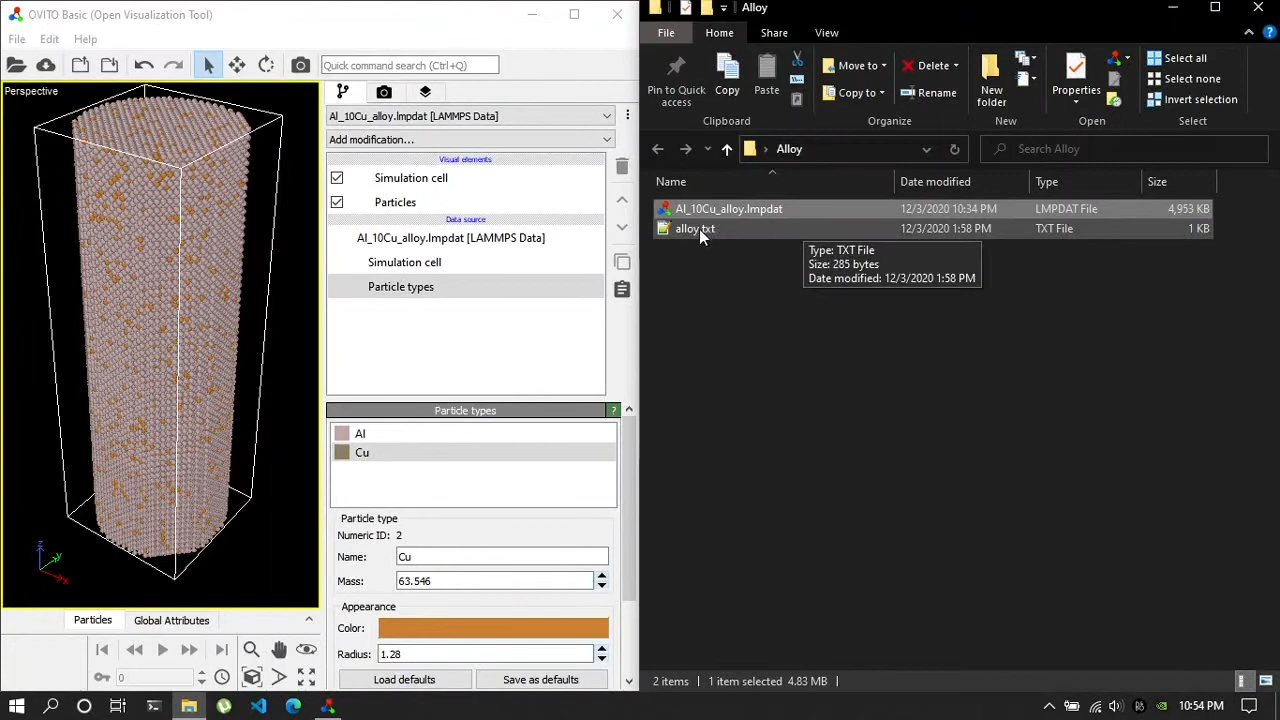 OVITO Basic (Open Visualization Tool)
File Edit Help
Quick command search (Ctrl+Q)
Perspective
z
y
x
Al_10Cu_alloy.lmpdat [LAMMPS Data]
Add modification...
Visual elements
Simulation cell
Particles
Data source
Al_10Cu_alloy.lmpdat [LAMMPS Data]
Simulation cell
Particle types
Particle types ?
Al
Cu
Particle type
Numeric ID: 2
Name: Cu
Mass: 63.546
Appearance
Color:
Radius: 1.28
Load defaults Save as defaults
Particles Global Attributes
0
Alloy
File Home Share View
Pin to Quick
access
Copy
Paste
Clipboard
Move to
Copy to
Delete
Rename
Organize
New
folder
New
Properties
Open
Select all
Select none
Invert selection
Select
Alloy
Search Alloy
Name Date modified Type Size
Al_10Cu_alloy.lmpdat 12/3/2020 10:34 PM LMPDAT File 4,953 KB
alloy.txt 12/3/2020 1:58 PM TXT File 1 KB
Type: TXT File
Size: 285 bytes
Date modified: 12/3/2020 1:58 PM
2 items 1 item selected 4.83 MB
10:54 PM